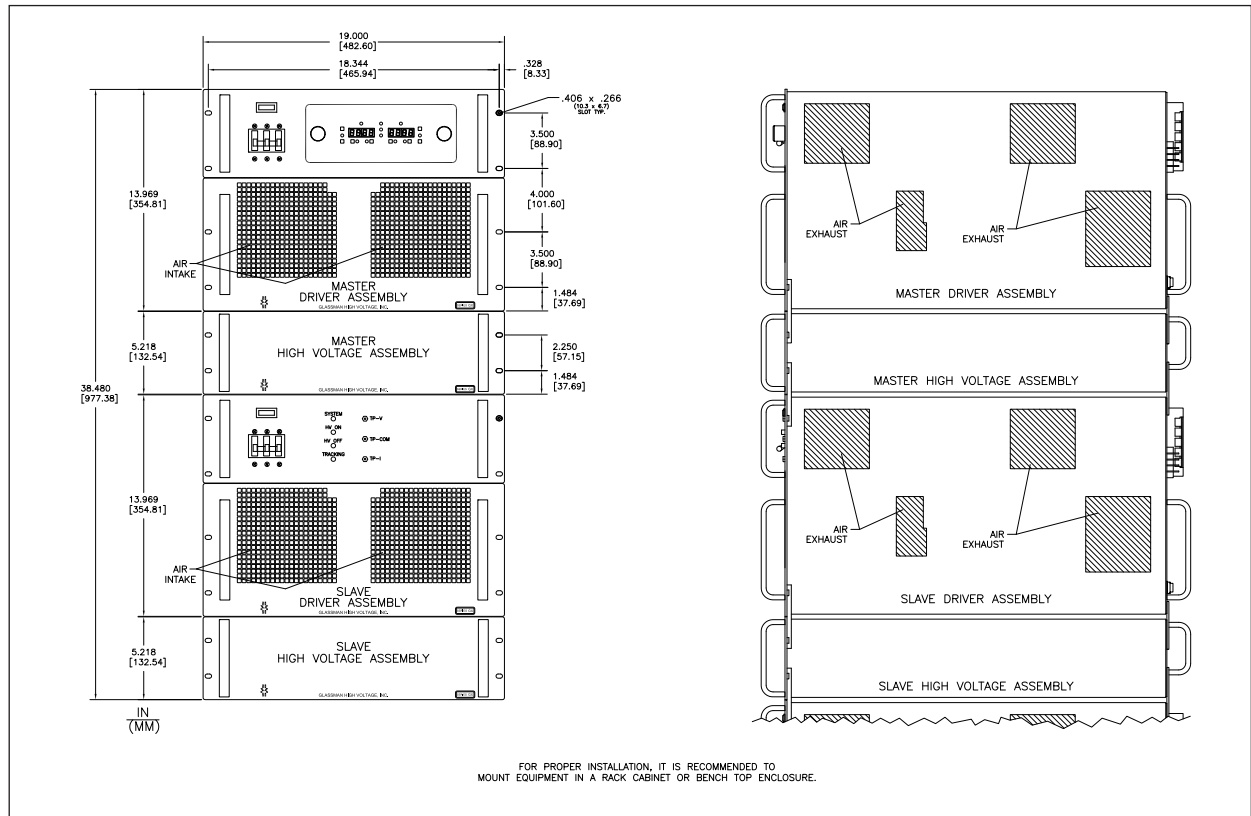 19.000
[482.60]
18.344
[465.94]
.328
[8.33]
.406 x .266
(10.3 x 6.7)
SLOT TYP.
3.500
[88.90]
13.969
[354.81]
4.000
[101.60]
3.500
[88.90]
AIR
INTAKE
MASTER
DRIVER ASSEMBLY
GLASSMAN HIGH VOLTAGE, INC.
1.484
[37.69]
5.218
[132.54]
MASTER
HIGH VOLTAGE ASSEMBLY
GLASSMAN HIGH VOLTAGE, INC.
2.250
[57.15]
1.484
[37.69]
38.480
[977.38]
SYSTEM
HV ON
HV OFF
TRACKING
TP-V
TP-COM
TP-I
13.969
[354.81]
AIR
INTAKE
SLAVE
DRIVER ASSEMBLY
GLASSMAN HIGH VOLTAGE, INC.
5.218
[132.54]
SLAVE
HIGH VOLTAGE ASSEMBLY
GLASSMAN HIGH VOLTAGE, INC.
IN
(MM)
AIR
EXHAUST
AIR
EXHAUST
MASTER DRIVER ASSEMBLY
MASTER HIGH VOLTAGE ASSEMBLY
AIR
EXHAUST
AIR
EXHAUST
SLAVE DRIVER ASSEMBLY
SLAVE HIGH VOLTAGE ASSEMBLY
FOR PROPER INSTALLATION, IT IS RECOMMENDED TO
MOUNT EQUIPMENT IN A RACK CABINET OR BENCH TOP ENCLOSURE.